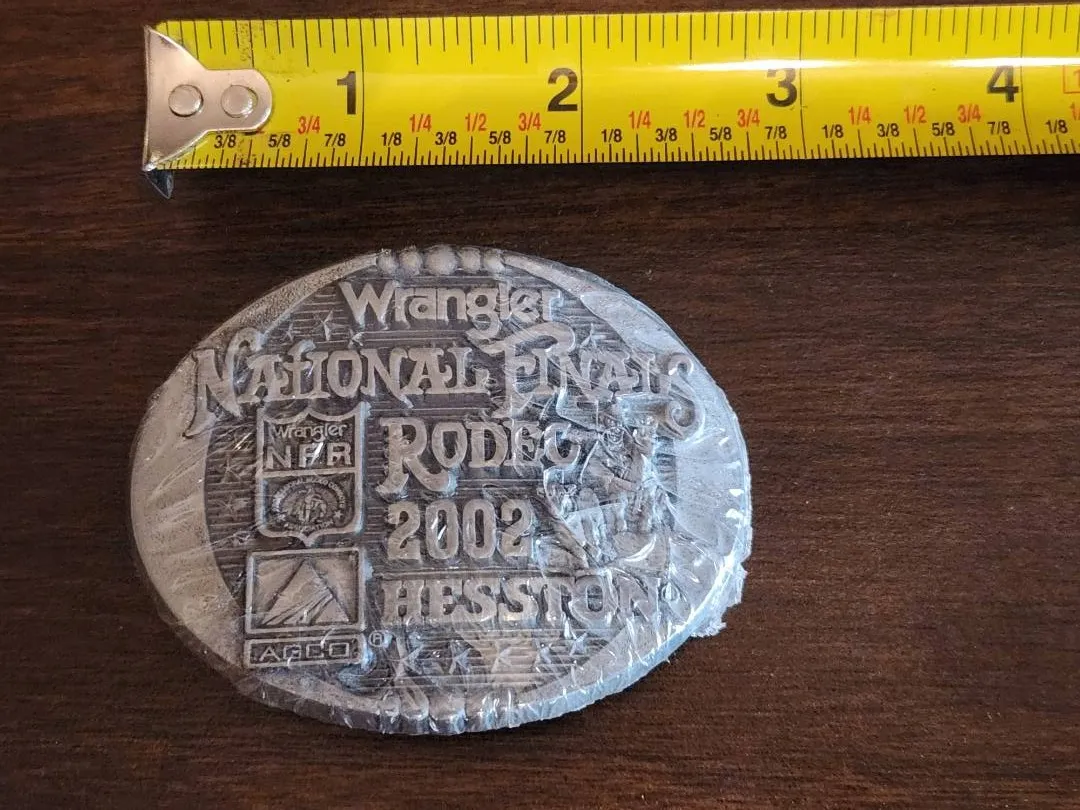 1 2 3 4
3/8 5/8 3/4 7/8 1/8 1/4 3/8 1/2 5/8 3/4 7/8 1/8 1/4 3/8 1/2 5/8 3/4 7/8 1/8 1/4 3/8 1/2 5/8 3/4 7/8 1/8
Wrangler
NATIONAL FINALS
RODEO
Wrangler
NFR
2002
HESSTON
AGCO ®